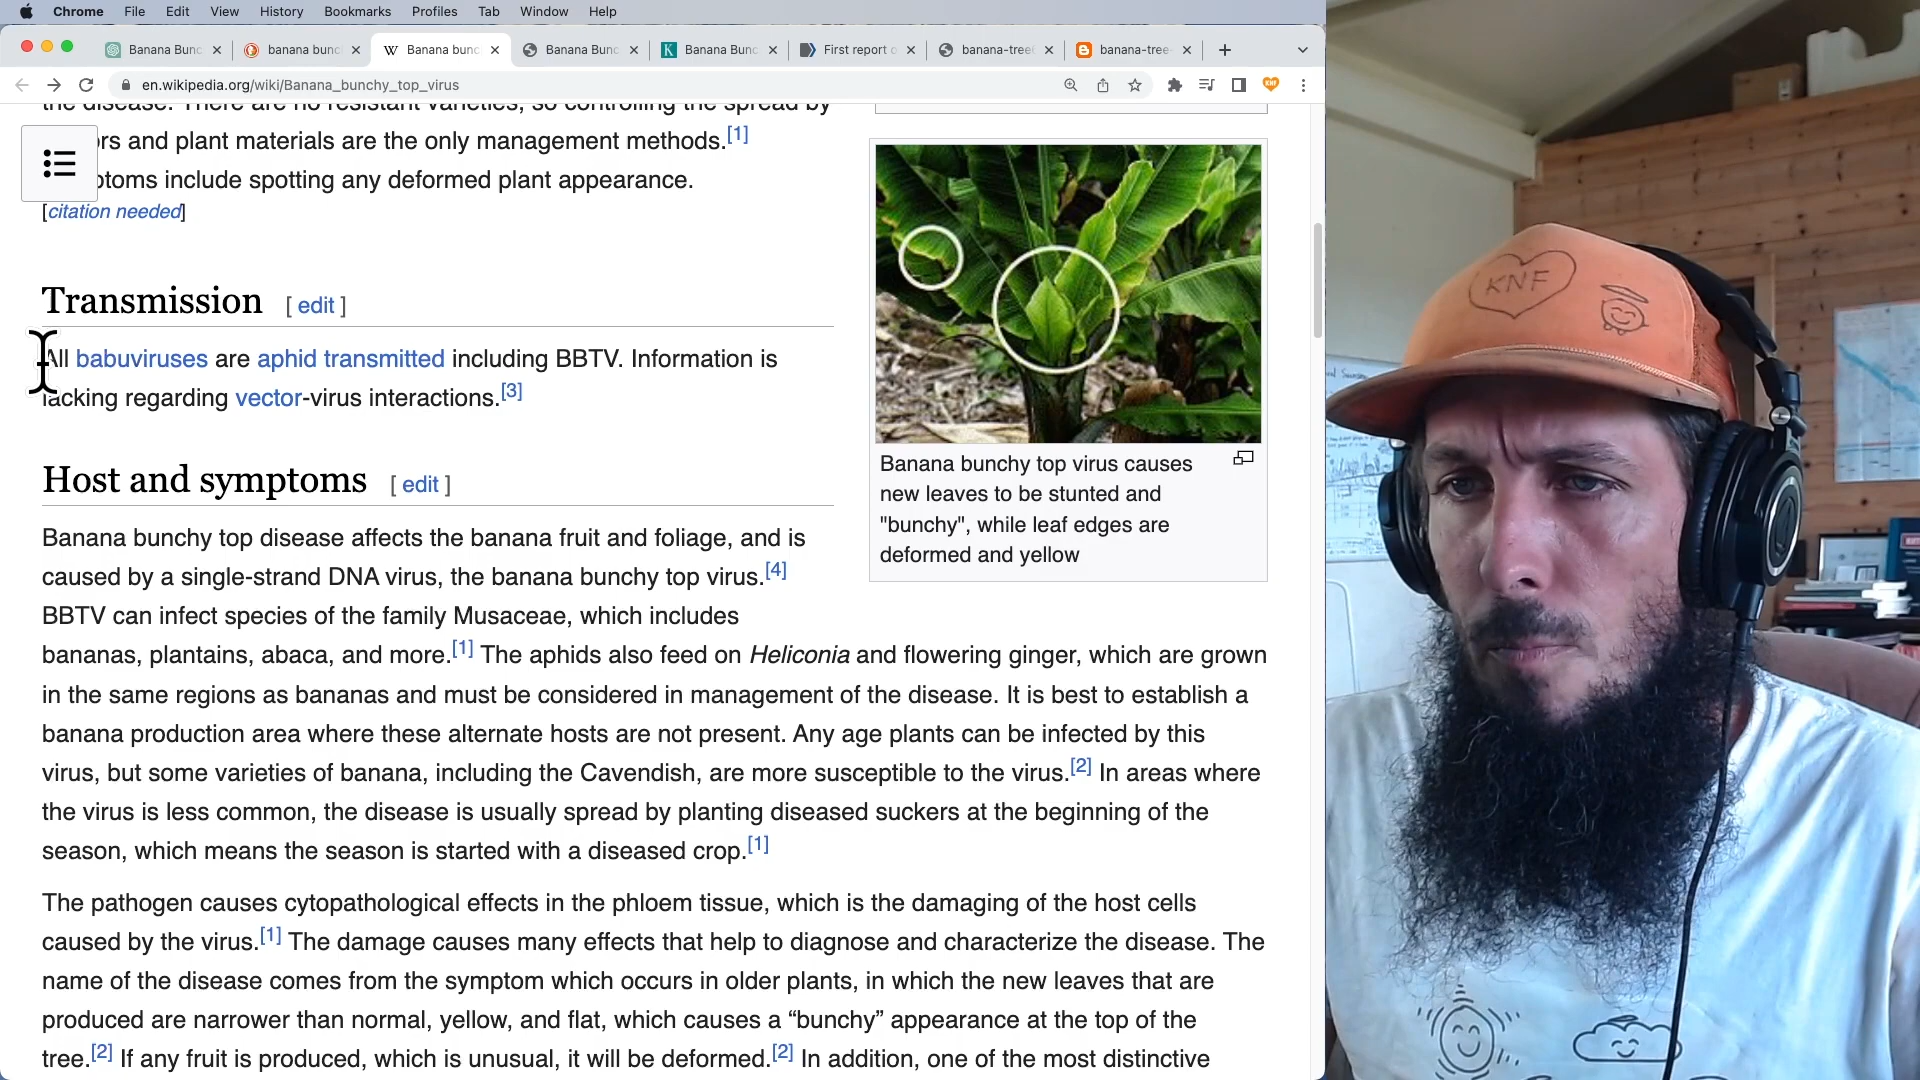 Chrome File Edit View History Bookmarks Profiles Tab Window Help
Banana Bunc banana bunc Banana bunc Banana Bunc Banana Bunc First report o banana-tree banana-tree-
en.wikipedia.org/wiki/Banana_bunchy_top_virus
the disease. There are no resistant varieties, so controlling the spread by
rs and plant materials are the only management methods.[1]
ptoms include spotting any deformed plant appearance.
[citation needed]
Transmission [ edit ]
All babuviruses are aphid transmitted including BBTV. Information is
lacking regarding vector-virus interactions.[3]
Banana bunchy top virus causes
new leaves to be stunted and
"bunchy", while leaf edges are
deformed and yellow
Host and symptoms [ edit ]
Banana bunchy top disease affects the banana fruit and foliage, and is
caused by a single-strand DNA virus, the banana bunchy top virus.[4]
BBTV can infect species of the family Musaceae, which includes
bananas, plantains, abaca, and more.[1] The aphids also feed on Heliconia and flowering ginger, which are grown
in the same regions as bananas and must be considered in management of the disease. It is best to establish a
banana production area where these alternate hosts are not present. Any age plants can be infected by this
virus, but some varieties of banana, including the Cavendish, are more susceptible to the virus.[2] In areas where
the virus is less common, the disease is usually spread by planting diseased suckers at the beginning of the
season, which means the season is started with a diseased crop.[1]
The pathogen causes cytopathological effects in the phloem tissue, which is the damaging of the host cells
caused by the virus.[1] The damage causes many effects that help to diagnose and characterize the disease. The
name of the disease comes from the symptom which occurs in older plants, in which the new leaves that are
produced are narrower than normal, yellow, and flat, which causes a “bunchy” appearance at the top of the
tree.[2] If any fruit is produced, which is unusual, it will be deformed.[2] In addition, one of the most distinctive
KNF